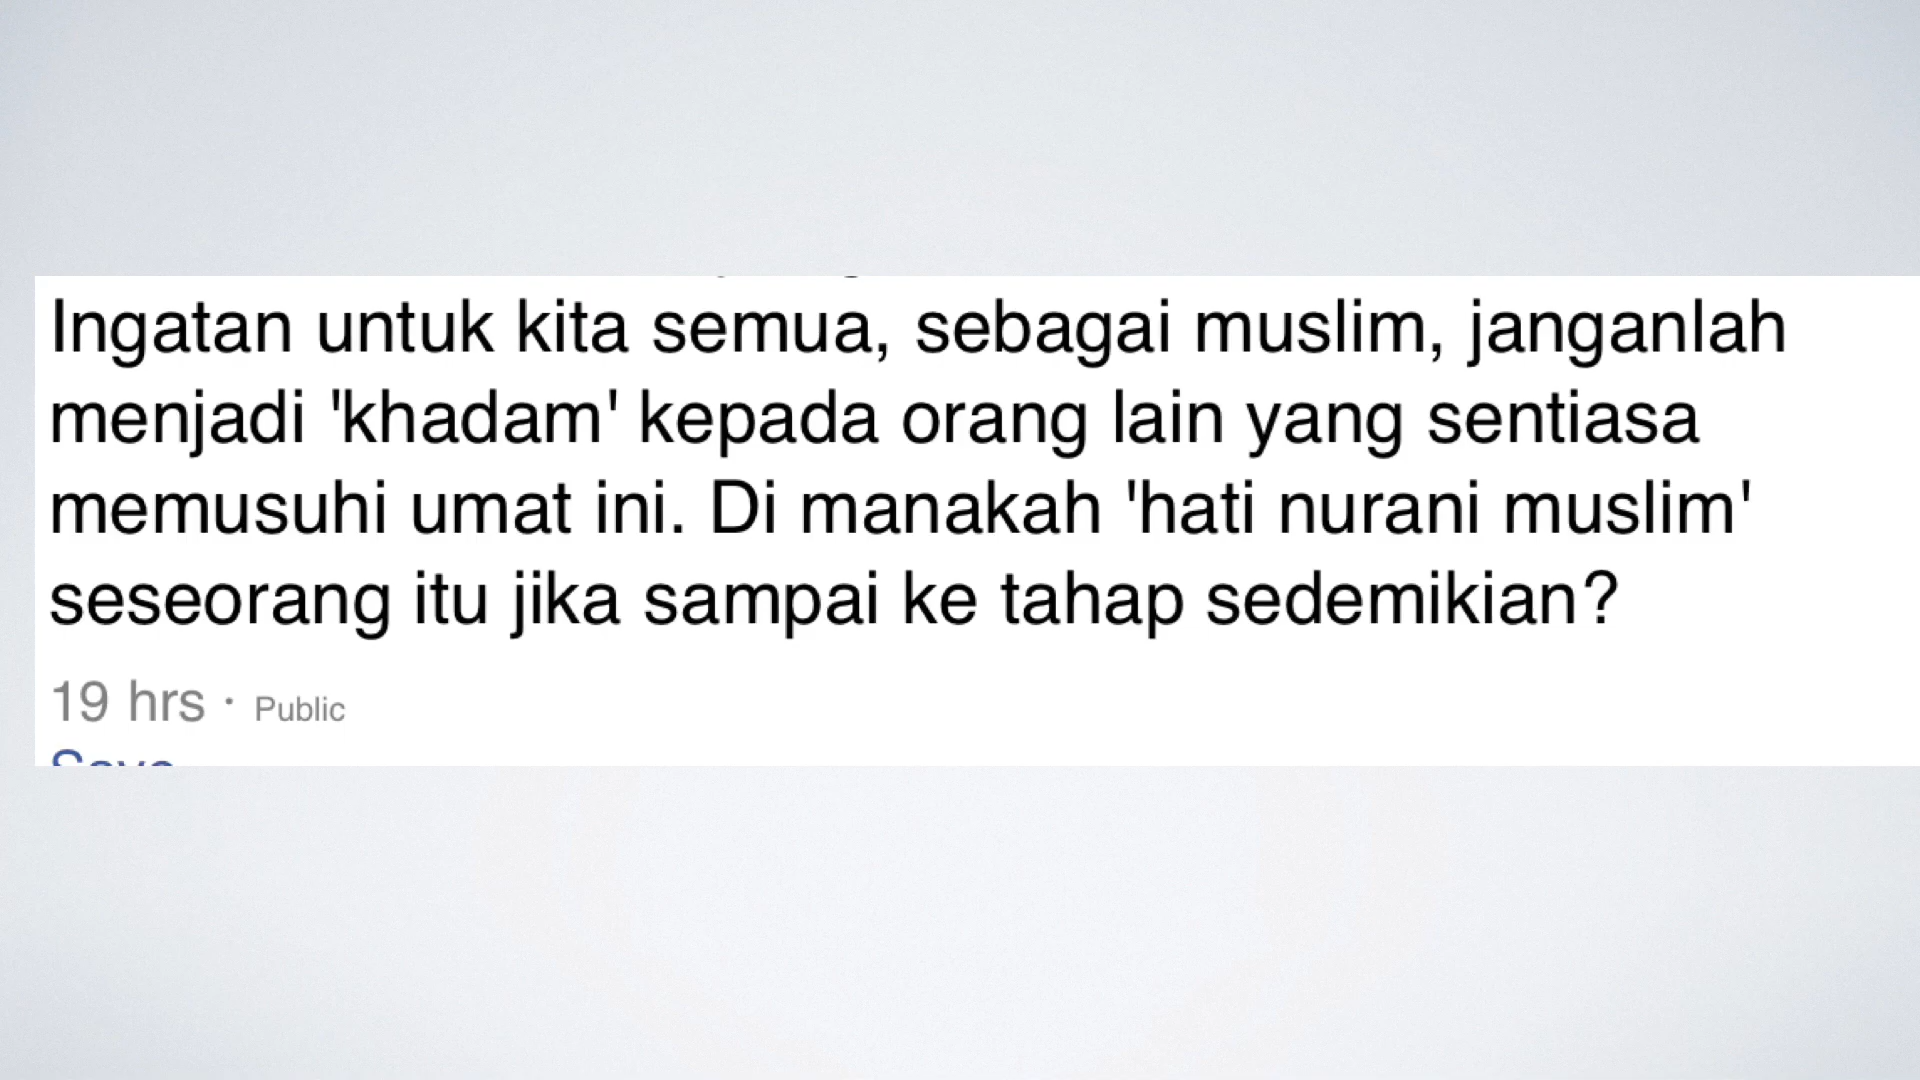 Ingatan untuk kita semua, sebagai muslim, janganlah
menjadi 'khadam' kepada orang lain yang sentiasa
memusuhi umat ini. Di manakah 'hati nurani muslim'
seseorang itu jika sampai ke tahap sedemikian?
19 hrs · Public
Save